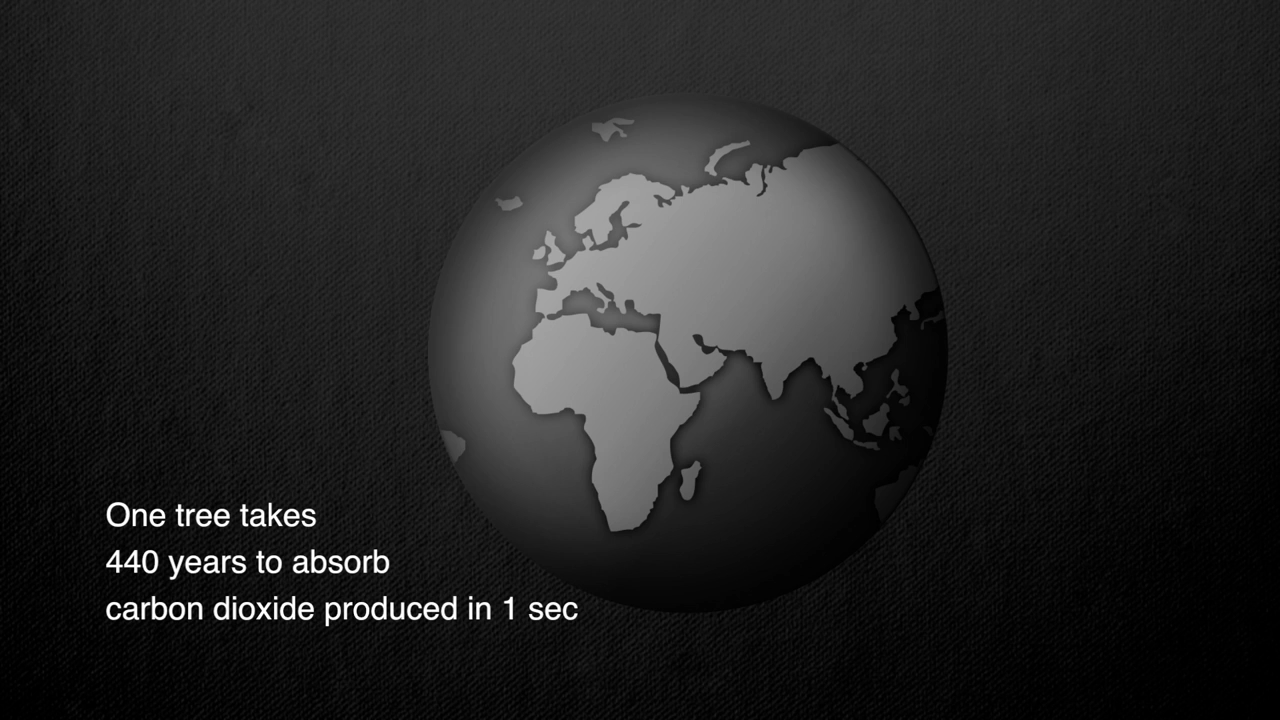 One tree takes
440 years to absorb
carbon dioxide produced in 1 sec